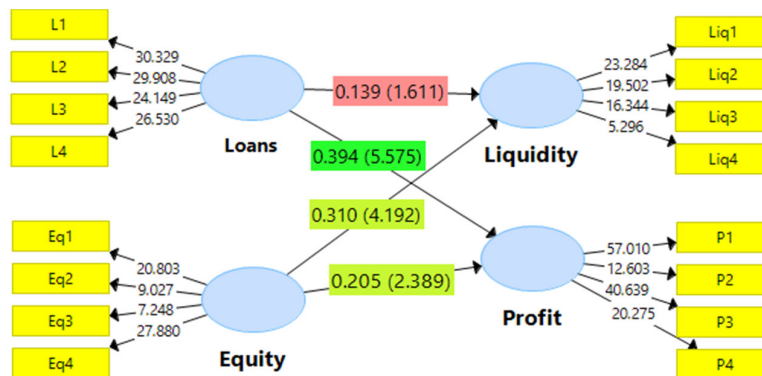 L1
L2
L3
L4
30.329
29.908
24.149
26.530
Loans
0.139 (1.611)
0.394 (5.575)
0.310 (4.192)
0.205 (2.389)
Liquidity
23.284
19.502
16.344
5.296
Liq1
Liq2
Liq3
Liq4
Eq1
Eq2
Eq3
Eq4
20.803
9.027
7.248
27.880
Equity
Profit
57.010
12.603
40.639
20.275
P1
P2
P3
P4